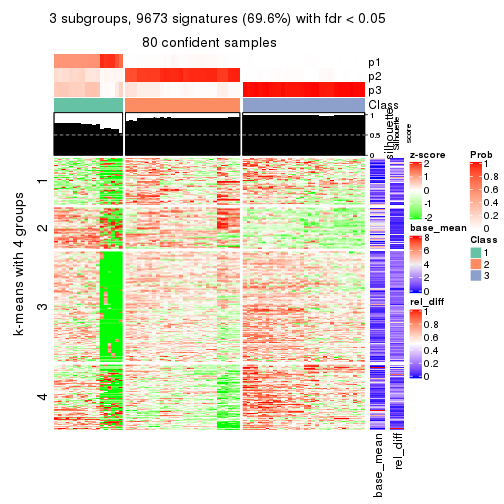 3 subgroups, 9673 signatures (69.6%) with fdr < 0.05
80 confident samples
p1
p2
p3
Class
1
0.5
0
silhouette
Silhouette
score
k-means with 4 groups
1
2
3
4
base_mean
rel_diff
z-score
2
1
0
-1
-2
base_mean
8
6
4
2
0
rel_diff
1
0.8
0.6
0.4
0.2
0
Prob
1
0.8
0.6
0.4
0.2
0
Class
1
2
3